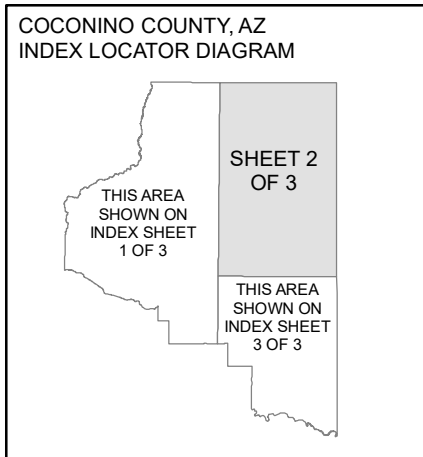 COCONINO COUNTY, AZ
INDEX LOCATOR DIAGRAM
SHEET 2
OF 3
THIS AREA
SHOWN ON
INDEX SHEET
1 OF 3
THIS AREA
SHOWN ON
INDEX SHEET
3 OF 3